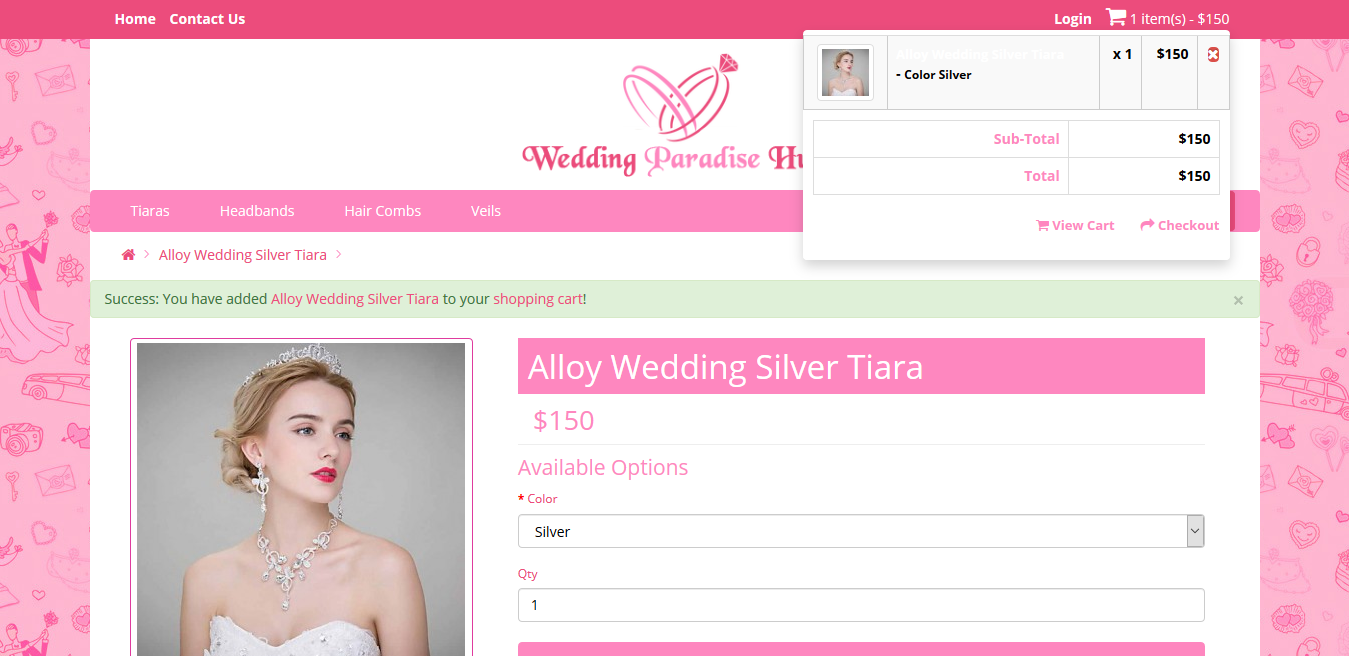 Home Contact Us
Login 1 item(s) - $150
Alloy Wedding Silver Tiara x 1 $150
- Color Silver
Sub-Total $150
Total $150
View Cart Checkout
Wedding Paradise Hu
Tiaras Headbands Hair Combs Veils
Alloy Wedding Silver Tiara
Success: You have added Alloy Wedding Silver Tiara to your shopping cart! ×
Alloy Wedding Silver Tiara
$150
Available Options
* Color
Silver
Qty
1